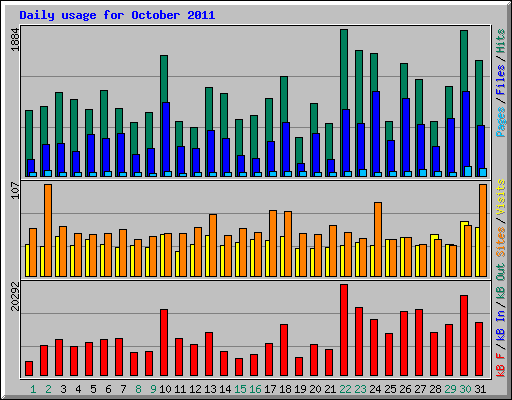 Daily usage for October 2011
1884
Pages / Files / Hits
107
Sites / Visits
20292
kB F / kB In / kB Out
1 2 3 4 5 6 7 8 9 10 11 12 13 14 15 16 17 18 19 20 21 22 23 24 25 26 27 28 29 30 31